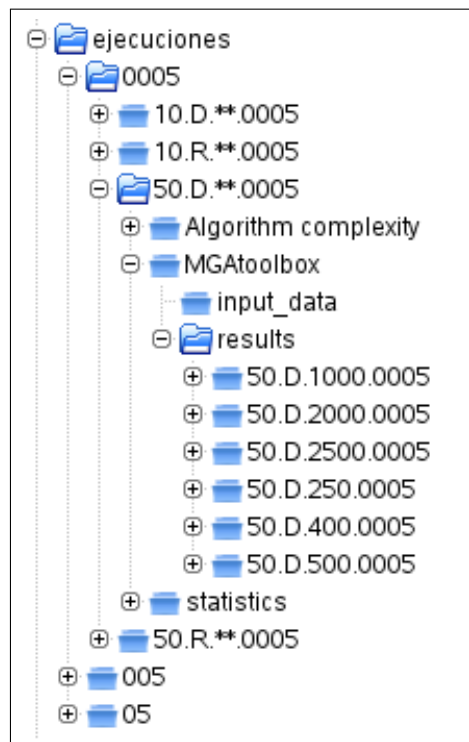 ejecuciones
0005
10.D.**.0005
10.R.**.0005
50.D.**.0005
Algorithm complexity
MGAtoolbox
input_data
results
50.D.1000.0005
50.D.2000.0005
50.D.2500.0005
50.D.250.0005
50.D.400.0005
50.D.500.0005
statistics
50.R.**.0005
005
05